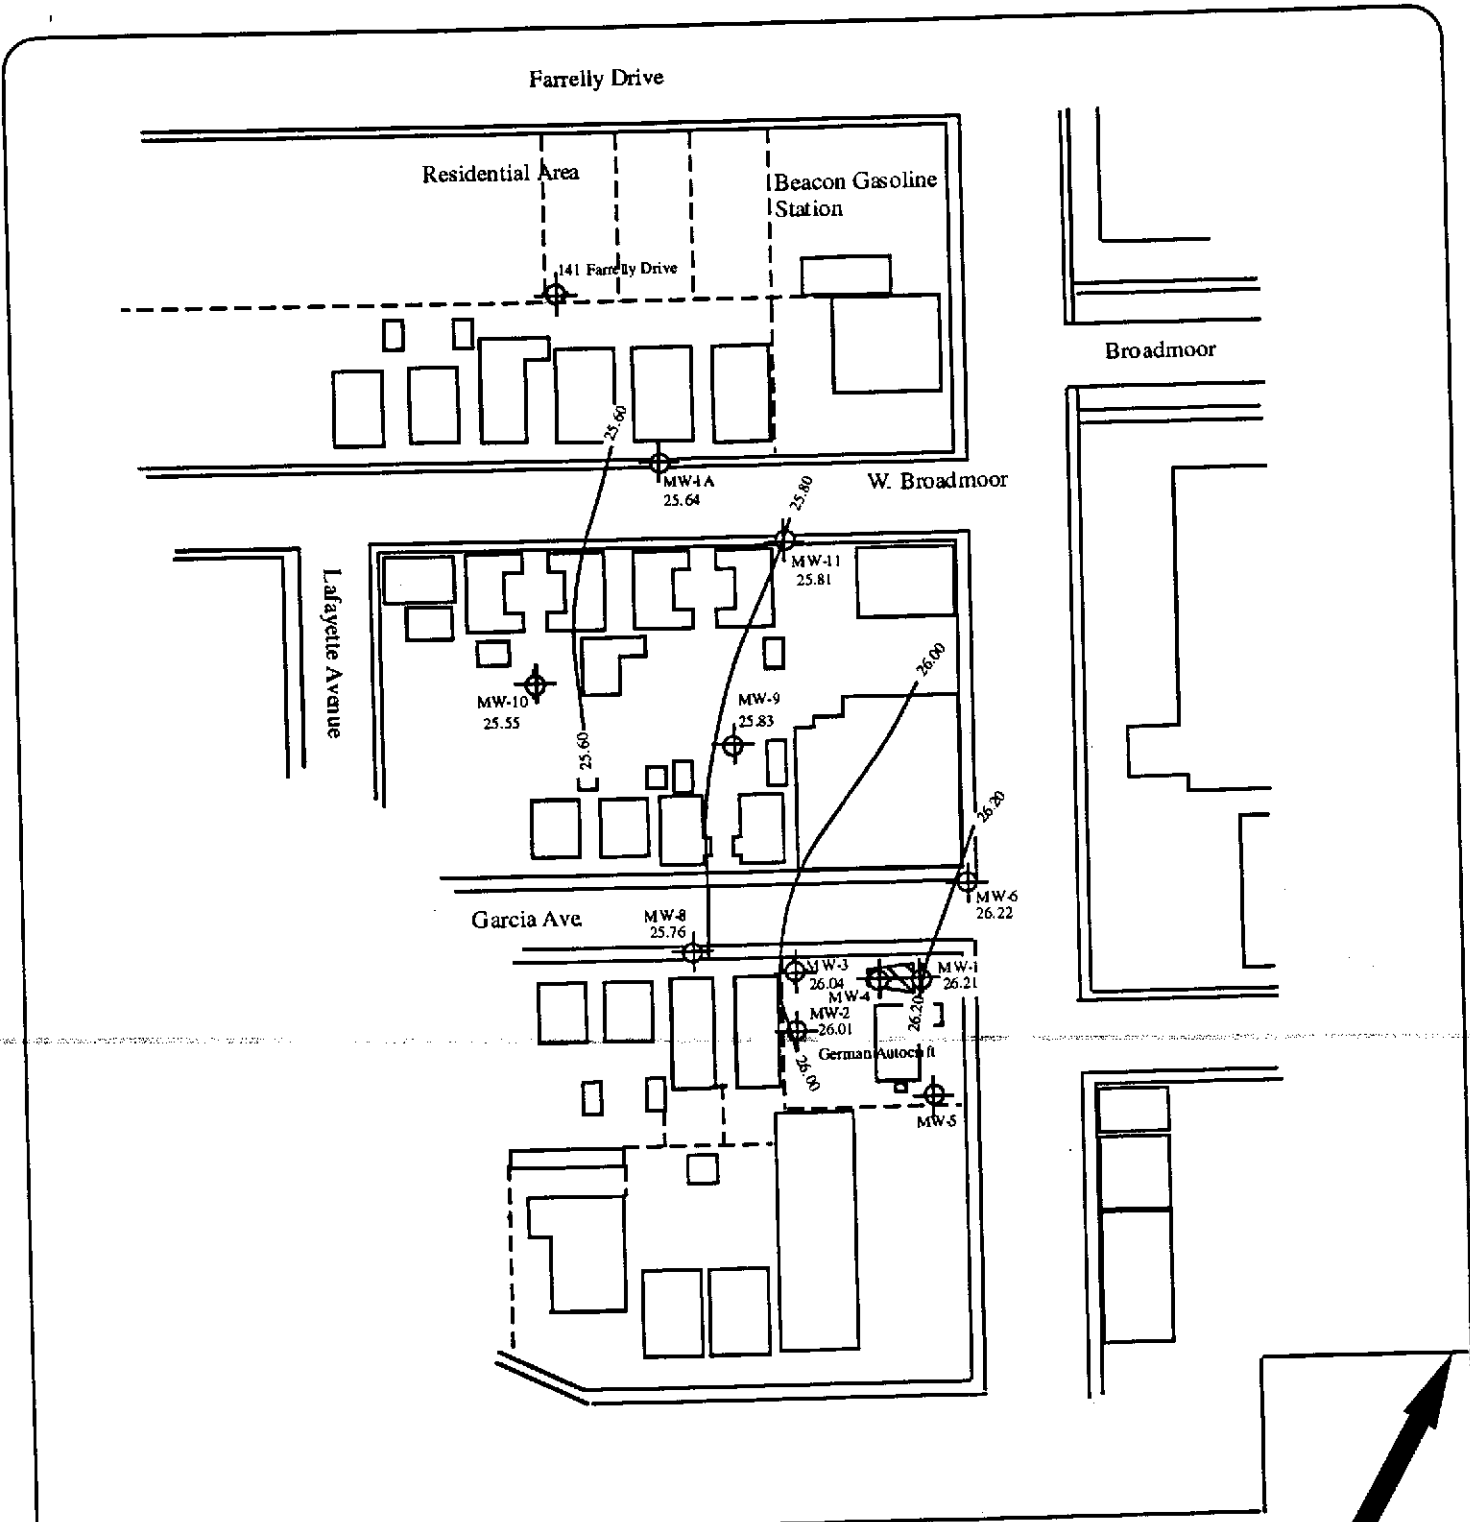 Farrelly Drive
Residential Area
Beacon Gasoline
Station
141 Farrelly Drive
Broadmoor
25.60
MW-1A
25.64
W. Broadmoor
25.80
MW-11
25.81
Lafayette Avenue
26.00
MW-10
25.55
MW-9
25.83
25.60
26.20
MW-6
26.22
Garcia Ave.
MW-8
25.76
MW-3
26.04
MW-4
MW-1
26.21
MW-2
26.01
26.20
German Autocraft
26.00
MW-5